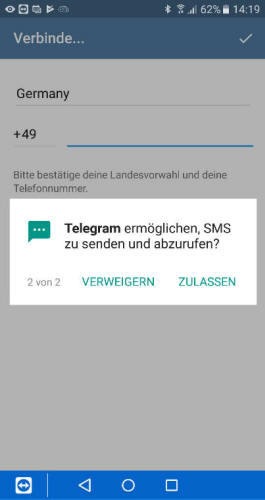 62% 14:19
Verbinde...
Germany
+49
Bitte bestätige deine Landesvorwahl und deine
Telefonnummer.
Telegram ermöglichen, SMS
zu senden und abzurufen?
2 von 2 VERWEIGERN ZULASSEN